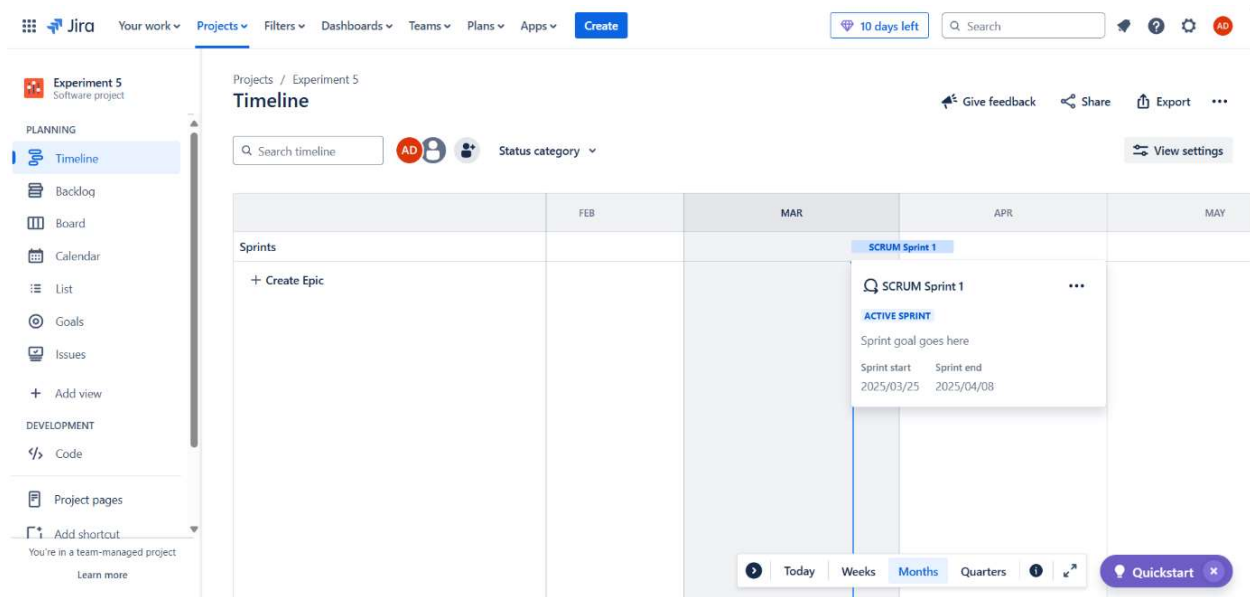 Jira Your work Projects Filters Dashboards Teams Plans Apps Create 10 days left Search AD
Experiment 5
Software project
PLANNING
Timeline
Backlog
Board
Calendar
List
Goals
Issues
+ Add view
DEVELOPMENT
Code
Project pages
Add shortcut
You're in a team-managed project
Learn more
Projects / Experiment 5
Timeline
Give feedback Share Export
Search timeline AD Status category View settings
FEB MAR APR MAY
Sprints SCRUM Sprint 1
+ Create Epic
SCRUM Sprint 1
ACTIVE SPRINT
Sprint goal goes here
Sprint start Sprint end
2025/03/25 2025/04/08
Today Weeks Months Quarters
Quickstart